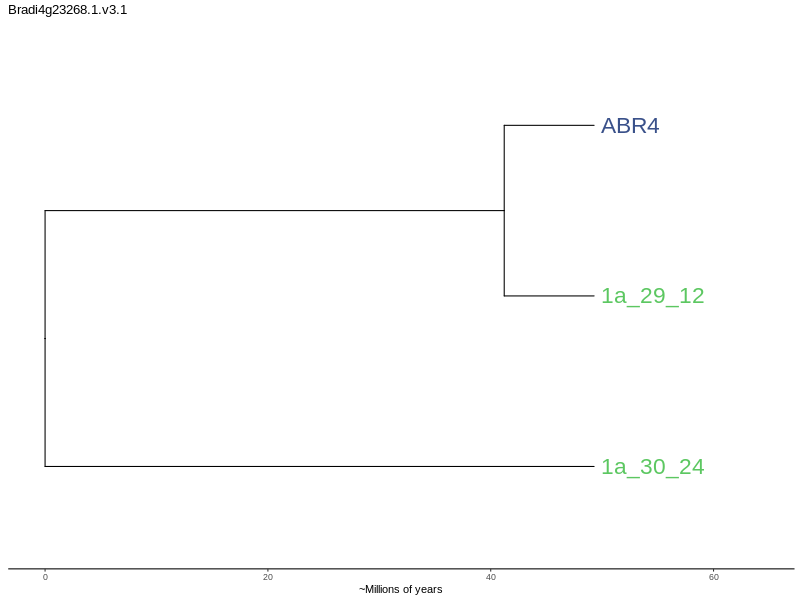 Bradi4g23268.1.v3.1
ABR4
1a_29_12
1a_30_24
0 20 40 60
~Millions of years